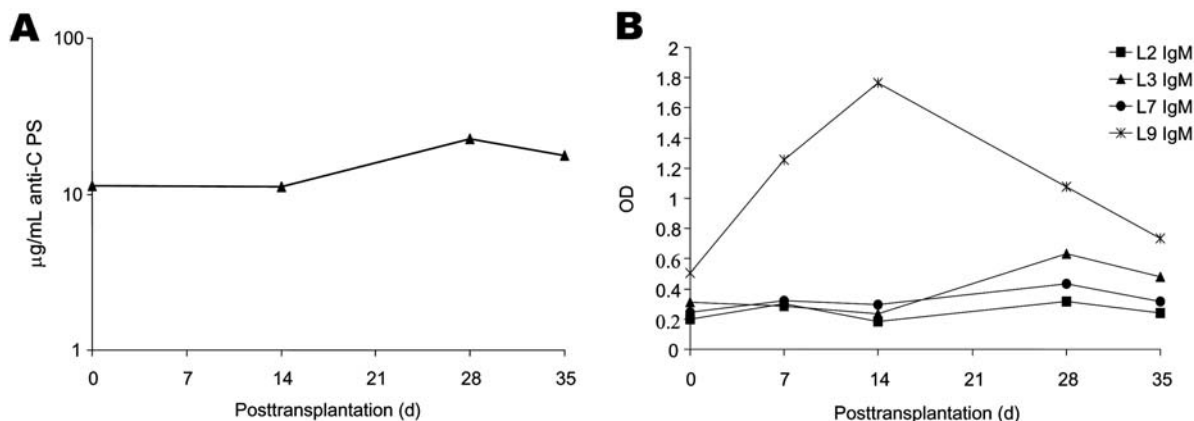 A
100
10
1
µg/mL anti-C PS
0 7 14 21 28 35
Posttransplantation (d)
B
2
1.8
1.6
1.4
1.2
1
0.8
0.6
0.4
0.2
0
OD
0 7 14 21 28 35
Posttransplantation (d)
L2 IgM
L3 IgM
L7 IgM
L9 IgM